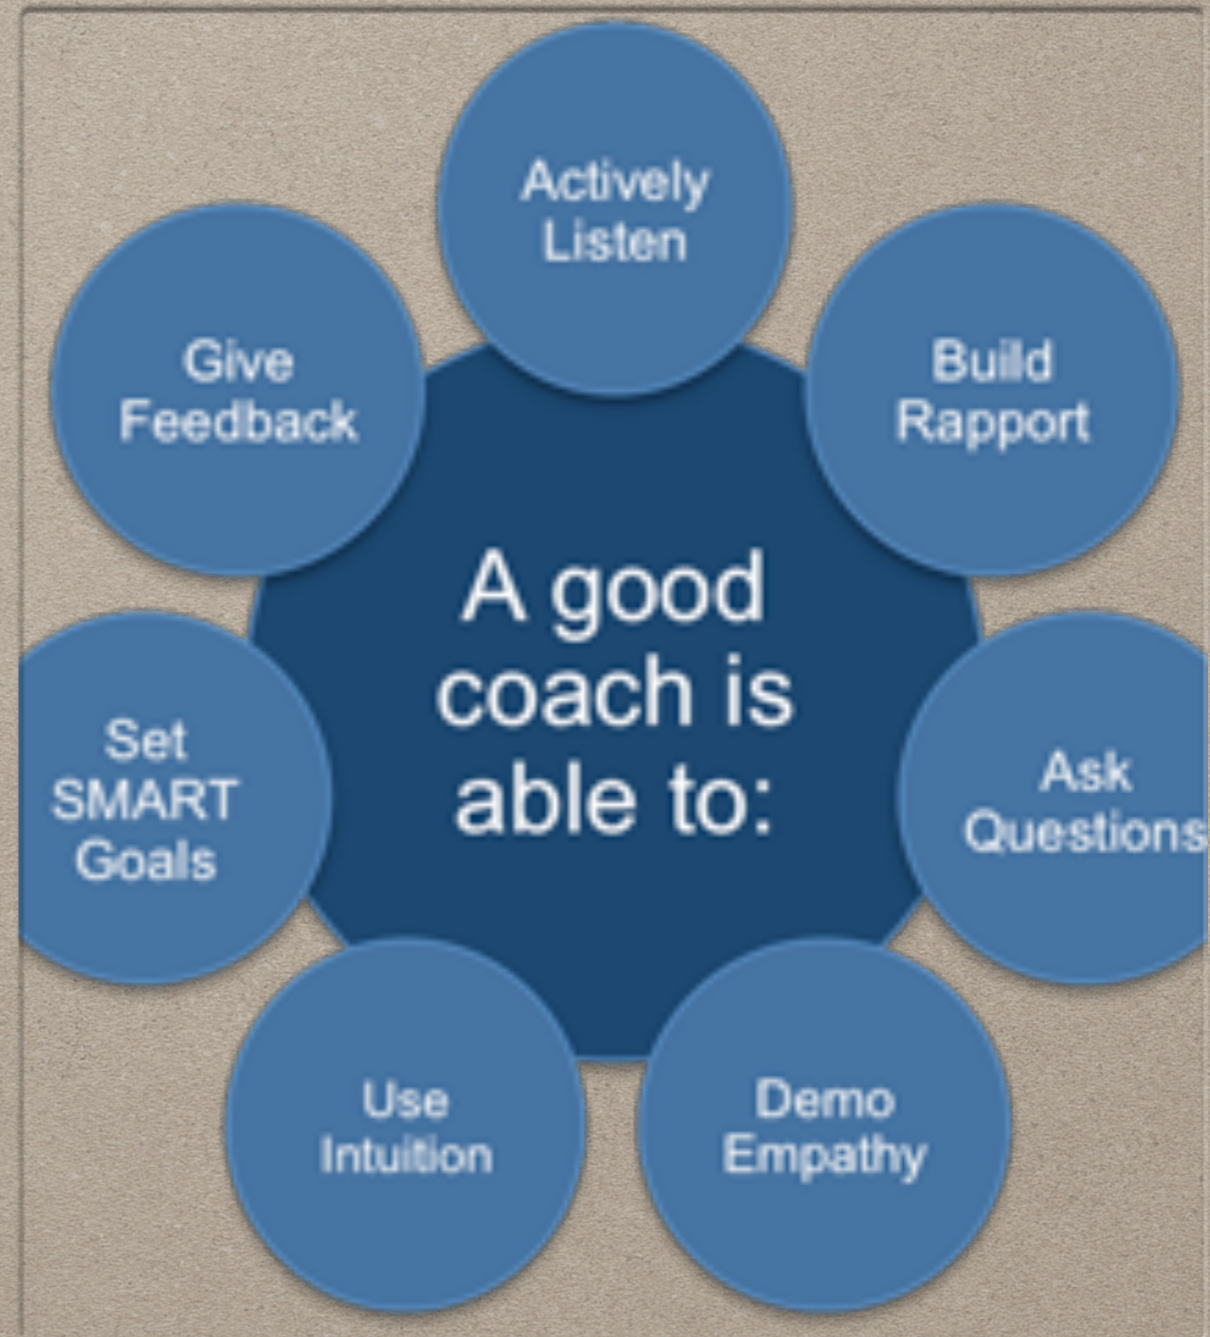 A good
coach is
able to:
Actively
Listen
Build
Rapport
Ask
Questions
Demo
Empathy
Use
Intuition
Set
SMART
Goals
Give
Feedback